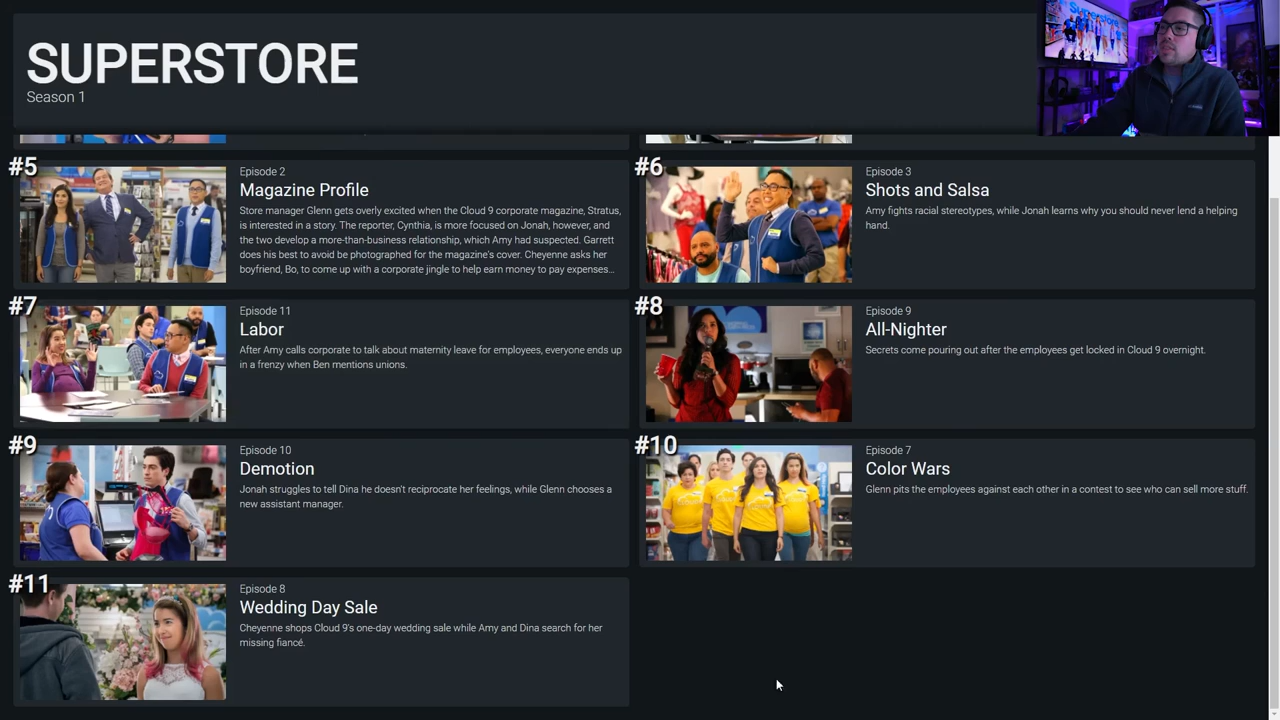 SUPERSTORE
Season 1
Superstore
#5
Episode 2
Magazine Profile
Store manager Glenn gets overly excited when the Cloud 9 corporate magazine, Stratus,
is interested in a story. The reporter, Cynthia, is more focused on Jonah, however, and
the two develop a more-than-business relationship, which Amy had suspected. Garrett
does his best to avoid be photographed for the magazine's cover. Cheyenne asks her
boyfriend, Bo, to come up with a corporate jingle to help earn money to pay expenses...
#6
Episode 3
Shots and Salsa
Amy fights racial stereotypes, while Jonah learns why you should never lend a helping
hand.
#7
Episode 11
Labor
After Amy calls corporate to talk about maternity leave for employees, everyone ends up
in a frenzy when Ben mentions unions.
#8
Episode 9
All-Nighter
Secrets come pouring out after the employees get locked in Cloud 9 overnight.
#9
Episode 10
Demotion
Jonah struggles to tell Dina he doesn't reciprocate her feelings, while Glenn chooses a
new assistant manager.
#10
Episode 7
Color Wars
Glenn pits the employees against each other in a contest to see who can sell more stuff.
#11
Episode 8
Wedding Day Sale
Cheyenne shops Cloud 9's one-day wedding sale while Amy and Dina search for her
missing fiancé.